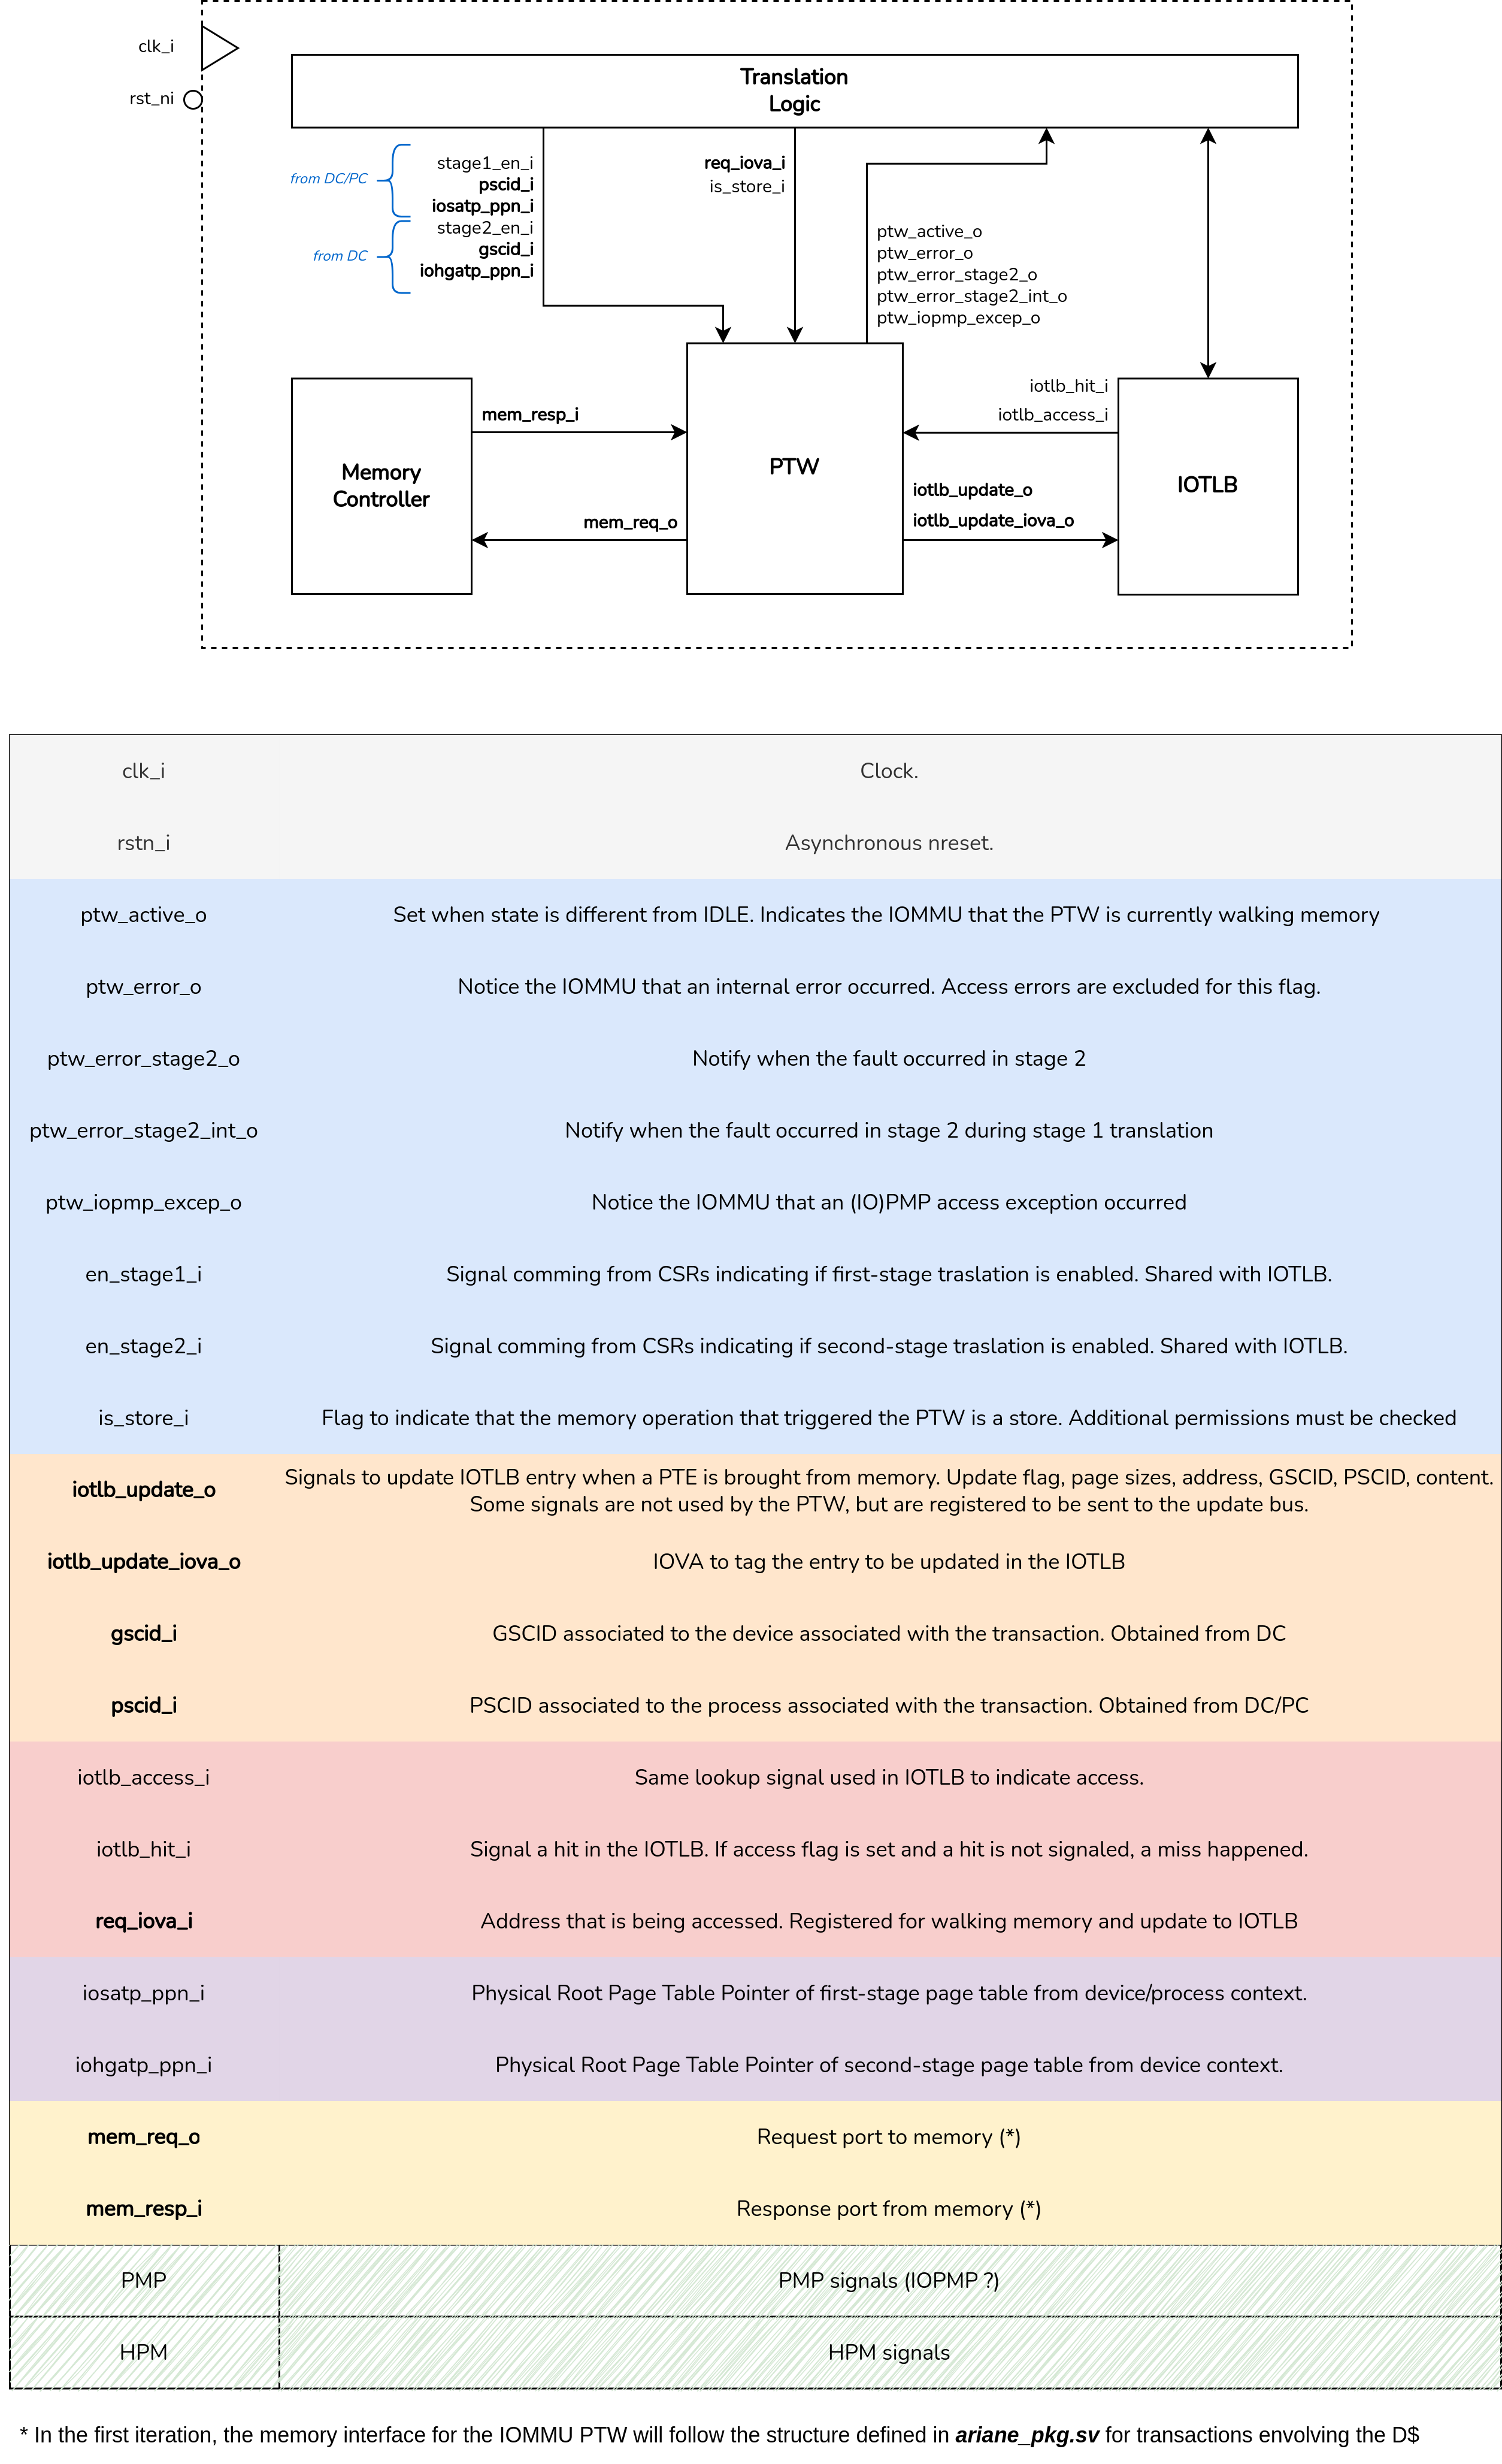 clk_i
rst_ni
Translation
Logic
from DC/PC
stage1_en_i
pscid_i
iosatp_ppn_i
from DC
stage2_en_i
gscid_i
iohgatp_ppn_i
req_iova_i
is_store_i
ptw_active_o
ptw_error_o
ptw_error_stage2_o
ptw_error_stage2_int_o
ptw_iopmp_excep_o
Memory
Controller
mem_resp_i
mem_req_o
PTW
iotlb_hit_i
iotlb_access_i
iotlb_update_o
iotlb_update_iova_o
IOTLB
clk_i Clock.
rstn_i Asynchronous nreset.
ptw_active_o Set when state is different from IDLE. Indicates the IOMMU that the PTW is currently walking memory
ptw_error_o Notice the IOMMU that an internal error occurred. Access errors are excluded for this flag.
ptw_error_stage2_o Notify when the fault occurred in stage 2
ptw_error_stage2_int_o Notify when the fault occurred in stage 2 during stage 1 translation
ptw_iopmp_excep_o Notice the IOMMU that an (IO)PMP access exception occurred
en_stage1_i Signal comming from CSRs indicating if first-stage traslation is enabled. Shared with IOTLB.
en_stage2_i Signal comming from CSRs indicating if second-stage traslation is enabled. Shared with IOTLB.
is_store_i Flag to indicate that the memory operation that triggered the PTW is a store. Additional permissions must be checked
iotlb_update_o Signals to update IOTLB entry when a PTE is brought from memory. Update flag, page sizes, address, GSCID, PSCID, content.
Some signals are not used by the PTW, but are registered to be sent to the update bus.
iotlb_update_iova_o IOVA to tag the entry to be updated in the IOTLB
gscid_i GSCID associated to the device associated with the transaction. Obtained from DC
pscid_i PSCID associated to the process associated with the transaction. Obtained from DC/PC
iotlb_access_i Same lookup signal used in IOTLB to indicate access.
iotlb_hit_i Signal a hit in the IOTLB. If access flag is set and a hit is not signaled, a miss happened.
req_iova_i Address that is being accessed. Registered for walking memory and update to IOTLB
iosatp_ppn_i Physical Root Page Table Pointer of first-stage page table from device/process context.
iohgatp_ppn_i Physical Root Page Table Pointer of second-stage page table from device context.
mem_req_o Request port to memory (*)
mem_resp_i Response port from memory (*)
PMP PMP signals (IOPMP ?)
HPM HPM signals
* In the first iteration, the memory interface for the IOMMU PTW will follow the structure defined in ariane_pkg.sv for transactions envolving the D$